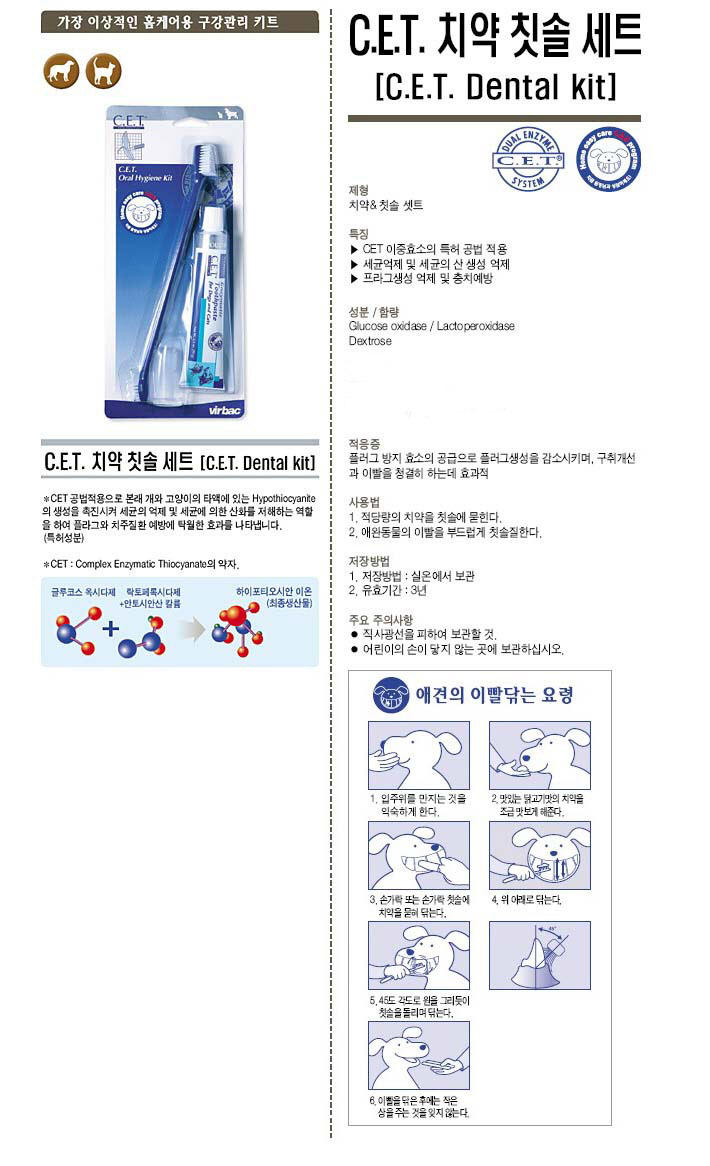 가장 이상적인 홈케어용 구강관리 키트
C.E.T.
C.E.T.
Oral Hygiene Kit
Home easy care program
C.E.T.
Enzymatic
Toothpaste
for Dogs and Cats
Virbac
C.E.T. 치약 칫솔 세트 [C.E.T. Dental kit]
※CET 공법적용으로 본래 개와 고양이의 타액에 있는 Hypothiocyanite
의 생성을 촉진시켜 세균의 억제 및 세균에 의한 산화를 저해하는 역할
을 하여 플라그와 치주질환 예방에 탁월한 효과를 나타냅니다.
(특허성분)
※CET : Complex Enzymatic Thiocyanate의 약자.
글루코스 옥시다제
락토페록시다제
+안토시안산 칼륨
하이포티오시안 이온
(최종생산물)
C.E.T. 치약 칫솔 세트
[C.E.T. Dental kit]
DUAL ENZYME
C.E.T.®
SYSTEM
Home easy care program
제형
치약&칫솔 셋트
특징
▶ CET 이중효소의 특허 공법 적용
▶ 세균억제 및 세균의 산 생성 억제
▶ 프라그생성 억제 및 충치예방
성분 / 함량
Glucose oxidase / Lactoperoxidase
Dextrose
적응증
플러그 방지 효소의 공급으로 플러그생성을 감소시키며, 구취개선
과 이빨을 청결히 하는데 효과적
사용법
1. 적당량의 치약을 칫솔에 묻힌다.
2. 애완동물의 이빨을 부드럽게 칫솔질한다.
저장방법
1. 저장방법 : 실온에서 보관
2. 유효기간 : 3년
주요 주의사항
● 직사광선을 피하여 보관할 것.
● 어린이의 손이 닿지 않는 곳에 보관하십시오.
애견의 이빨닦는 요령
1. 입주위를 만지는 것을
익숙하게 한다.
2. 맛있는 닭고기맛의 치약을
조금 맛보게 해준다.
3. 손가락 또는 손가락 칫솔에
치약을 묻혀 닦는다.
4. 위 아래로 닦는다.
45°
5. 45도 각도로 원을 그리듯이
칫솔을 돌리며 닦는다.
6. 이빨을 닦은 후에는 작은
상을 주는 것을 잊지 않는다.